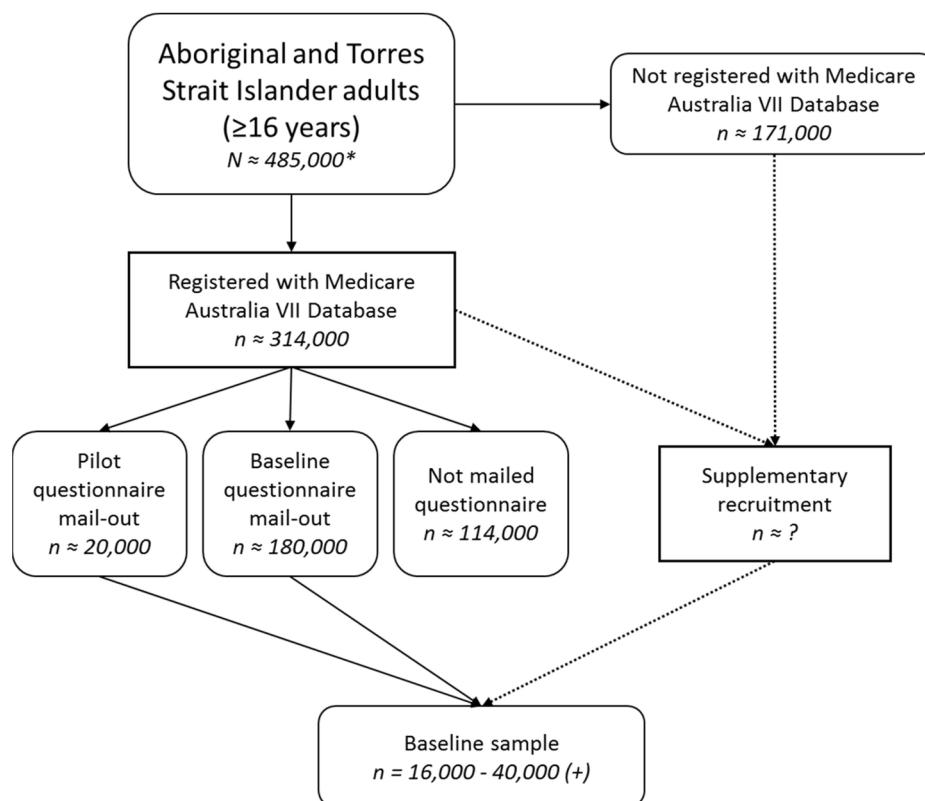 Aboriginal and Torres
Strait Islander adults
(≥16 years)
N ≈ 485,000*
Not registered with Medicare
Australia VII Database
n ≈ 171,000
Registered with Medicare
Australia VII Database
n ≈ 314,000
Pilot
questionnaire
mail-out
n ≈ 20,000
Baseline
questionnaire
mail-out
n ≈ 180,000
Not mailed
questionnaire
n ≈ 114,000
Supplementary
recruitment
n ≈ ?
Baseline sample
n = 16,000 - 40,000 (+)